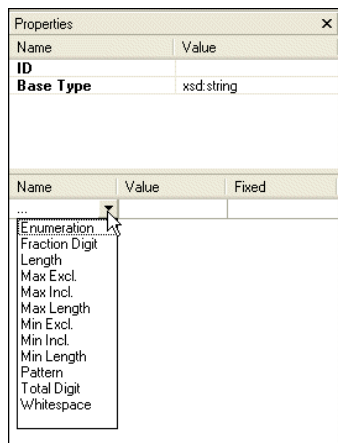 Properties ×
Name Value
ID
Base Type xsd:string
Name Value Fixed
...
Enumeration
Fraction Digit
Length
Max Excl.
Max Incl.
Max Length
Min Excl.
Min Incl.
Min Length
Pattern
Total Digit
Whitespace